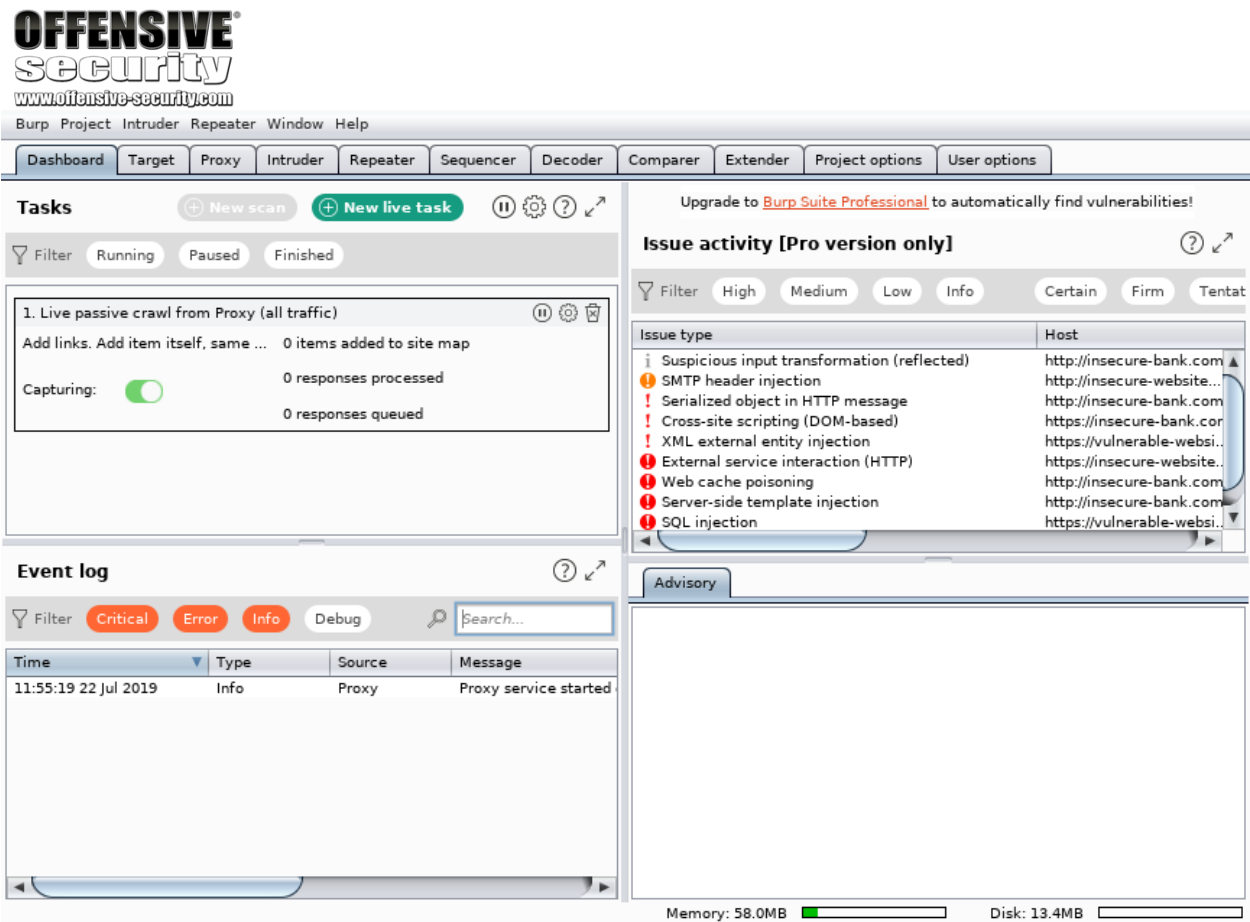 OFFENSIVE®
security
www.offensive-security.com
Burp Project Intruder Repeater Window Help
Dashboard Target Proxy Intruder Repeater Sequencer Decoder Comparer Extender Project options User options
Tasks New scan New live task
Filter Running Paused Finished
1. Live passive crawl from Proxy (all traffic)
Add links. Add item itself, same ... 0 items added to site map
Capturing: 0 responses processed
0 responses queued
Event log
Filter Critical Error Info Debug Search...
Time Type Source Message
11:55:19 22 Jul 2019 Info Proxy Proxy service started
Upgrade to Burp Suite Professional to automatically find vulnerabilities!
Issue activity [Pro version only]
Filter High Medium Low Info Certain Firm Tentat
Issue type Host
Suspicious input transformation (reflected) http://insecure-bank.com
SMTP header injection http://insecure-website...
Serialized object in HTTP message http://insecure-bank.com
Cross-site scripting (DOM-based) https://insecure-bank.cor
XML external entity injection https://vulnerable-websi..
External service interaction (HTTP) https://insecure-website..
Web cache poisoning http://insecure-bank.com
Server-side template injection http://insecure-bank.com
SQL injection https://vulnerable-websi..
Advisory
Memory: 58.0MB Disk: 13.4MB